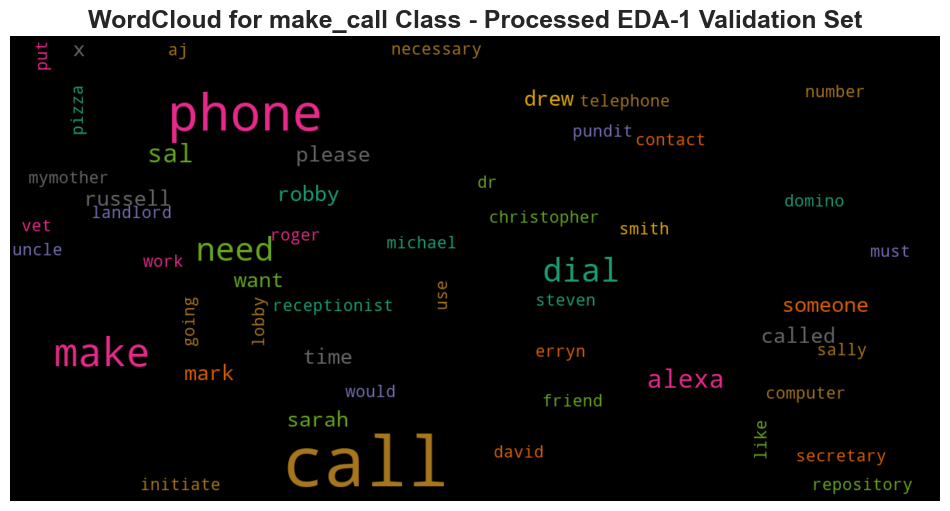 WordCloud for make_call Class - Processed EDA-1 Validation Set
put
x
aj
necessary
pizza
phone
drew
telephone
number
pundit
contact
sal
please
mymother
russell
robby
dr
domino
landlord
christopher
vet
roger
smith
uncle
work
need
michael
must
want
dial
going
lobby
receptionist
use
steven
someone
called
make
time
erryn
sally
mark
would
alexa
computer
friend
sarah
call
david
like
secretary
initiate
repository